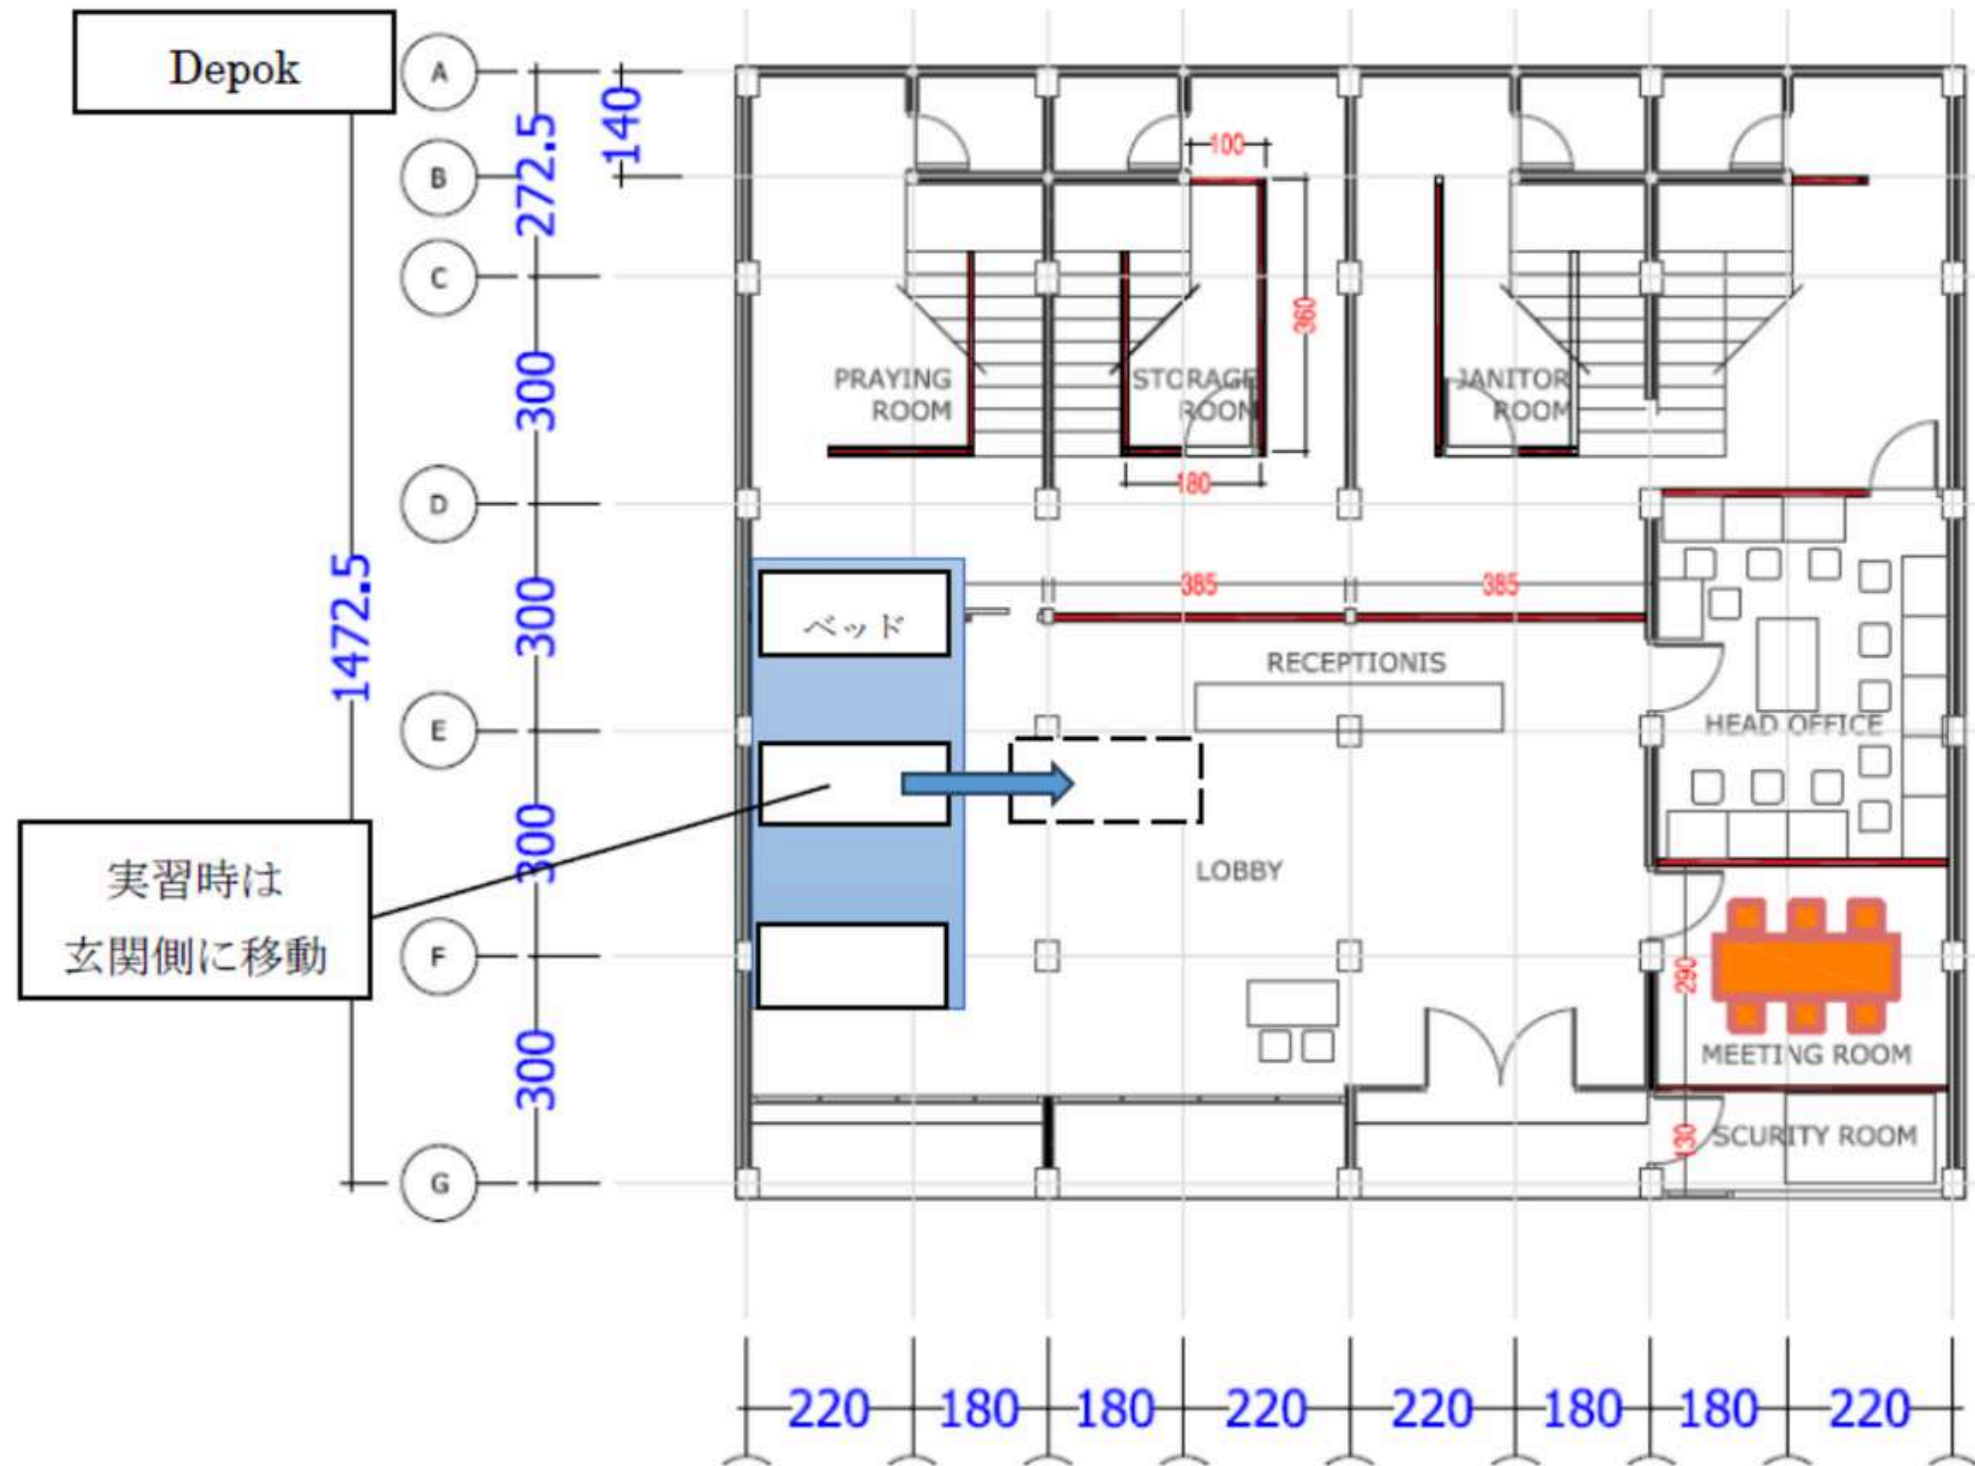 Depok
A
B
C
D
E
F
G
140
272.5
300
300
300
300
1472.5
100
360
PRAYING
ROOM
STORAGE
ROOM
JANITOR
ROOM
180
385
385
ベッド
RECEPTIONIS
HEAD OFFICE
実習時は
玄関側に移動
LOBBY
290
MEETING ROOM
130
SCURITY ROOM
220
180
180
220
220
180
180
220